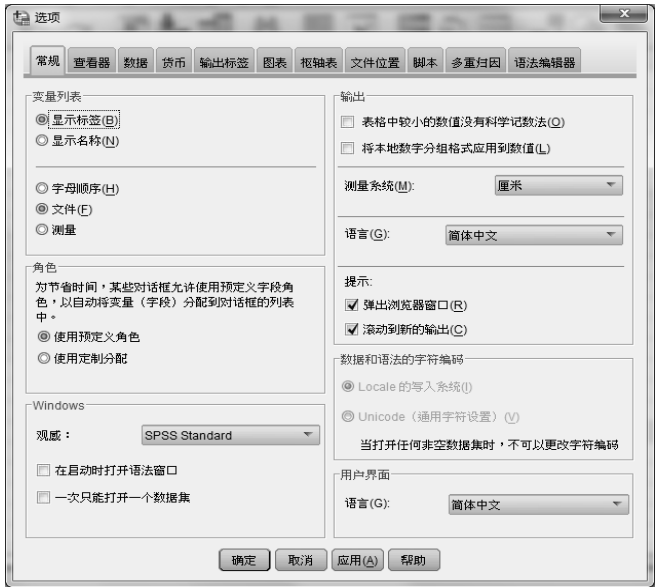 选项
常规 查看器 数据 货币 输出标签 图表 枢轴表 文件位置 脚本 多重归因 语法编辑器
变量列表
显示标签(B)
显示名称(N)
字母顺序(H)
文件(F)
测量
角色
为节省时间，某些对话框允许使用预定义字段角
色，以自动将变量（字段）分配到对话框的列表
中。
使用预定义角色
使用定制分配
Windows
观感：
SPSS Standard
在启动时打开语法窗口
一次只能打开一个数据集
输出
表格中较小的数值没有科学记数法(O)
将本地数字分组格式应用到数值(L)
测量系统(M):
厘米
语言(G):
简体中文
提示:
弹出浏览器窗口(R)
滚动到新的输出(C)
数据和语法的字符编码
Locale 的写入系统(I)
Unicode（通用字符设置）(V)
当打开任何非空数据集时，不可以更改字符编码
用户界面
语言(G):
简体中文
确定 取消 应用(A) 帮助